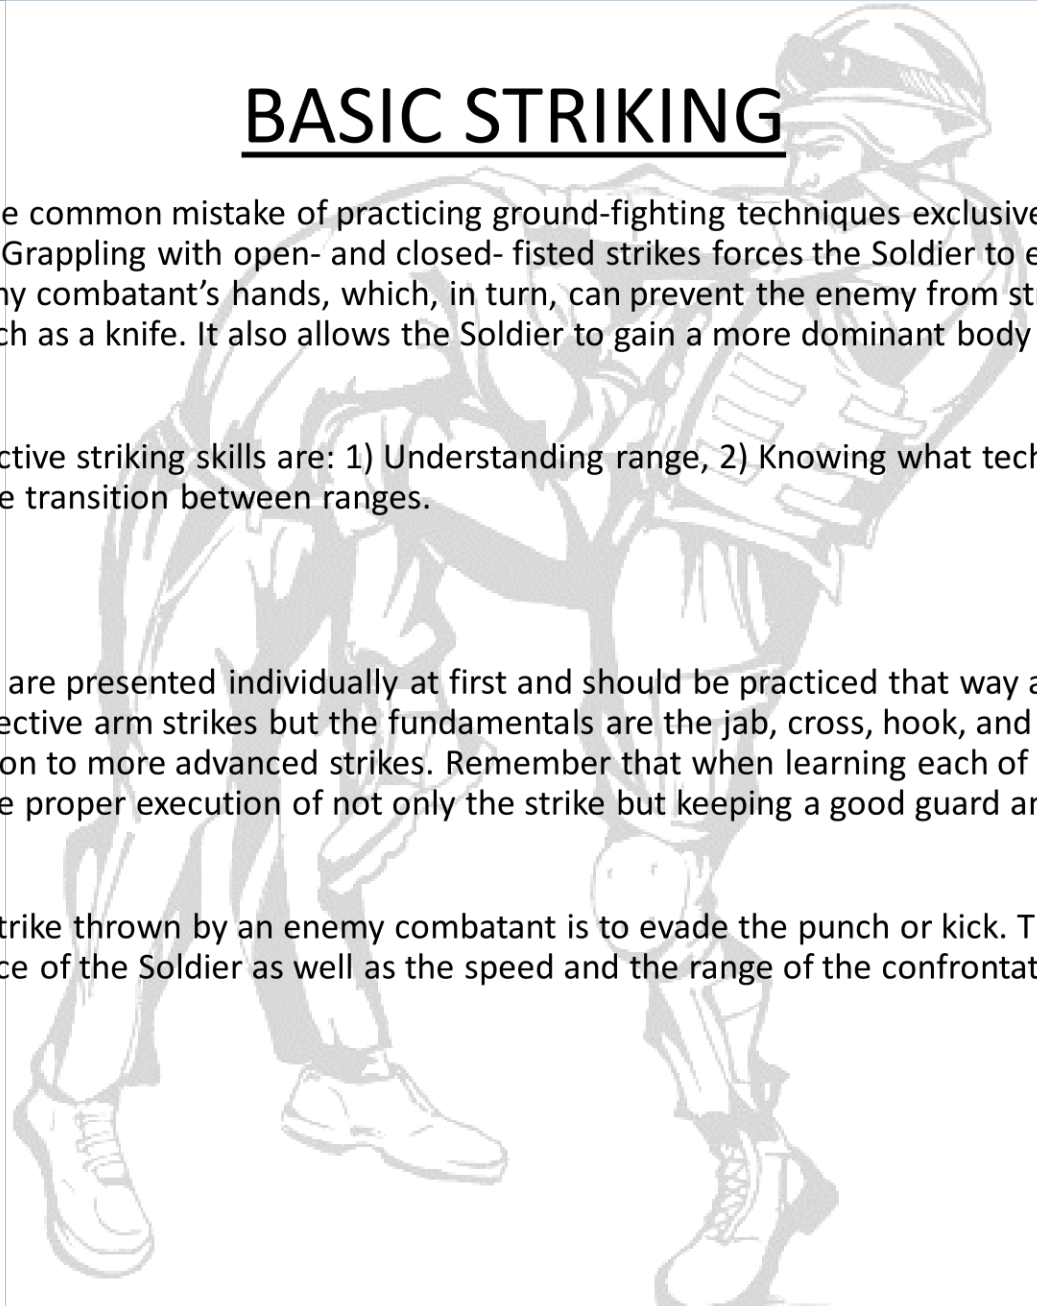 BASIC STRIKING
e common mistake of practicing ground-fighting techniques exclusive
Grappling with open- and closed- fisted strikes forces the Soldier to e
ny combatant's hands, which, in turn, can prevent the enemy from st
ch as a knife. It also allows the Soldier to gain a more dominant body
ctive striking skills are: 1) Understanding range, 2) Knowing what tech
e transition between ranges.
are presented individually at first and should be practiced that way a
ective arm strikes but the fundamentals are the jab, cross, hook, and
on to more advanced strikes. Remember that when learning each of
e proper execution of not only the strike but keeping a good guard an
trike thrown by an enemy combatant is to evade the punch or kick. T
ce of the Soldier as well as the speed and the range of the confrontat